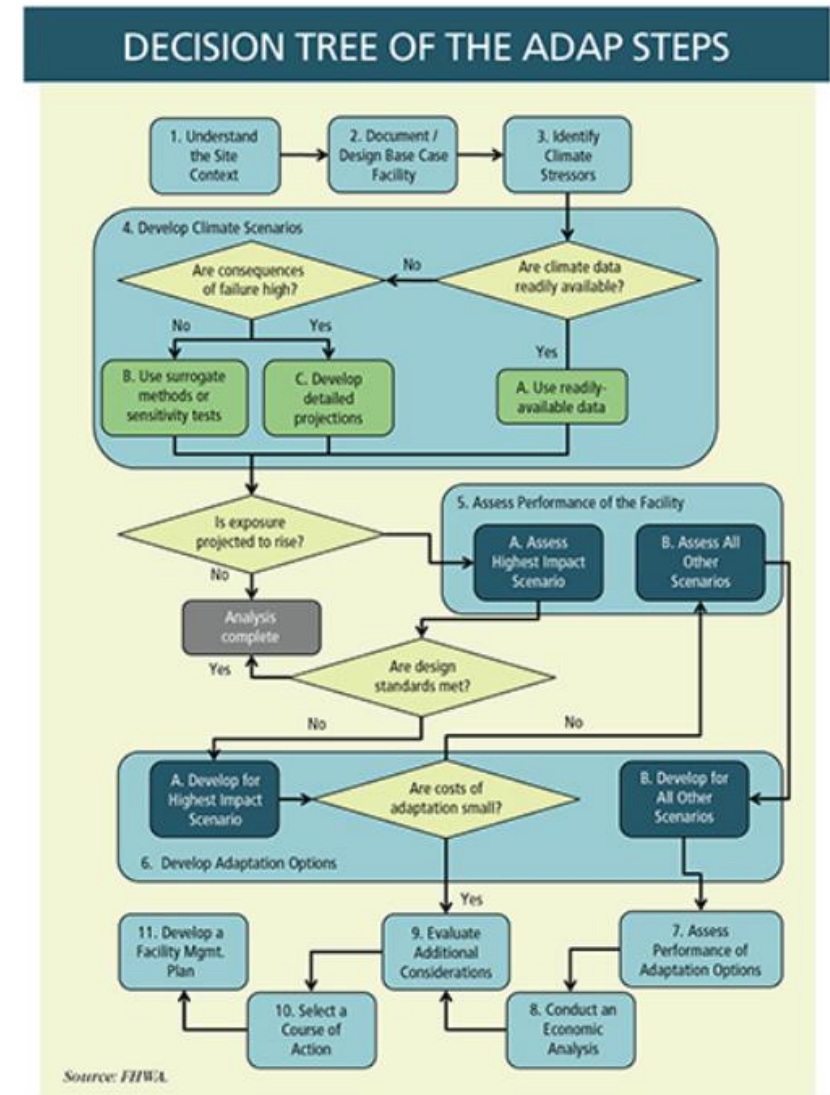 DECISION TREE OF THE ADAP STEPS
1. Understand
the Site
Context
2. Document /
Design Base Case
Facility
3. Identify
Climate
Stressors
4. Develop Climate Scenarios
Are consequences
of failure high?
No
Are climate data
readily available?
No
Yes
Yes
B. Use surrogate
methods or
sensitivity tests
C. Develop
detailed
projections
A. Use readily-
available data
Is exposure
projected to rise?
5. Assess Performance of the Facility
A. Assess
Highest Impact
Scenario
B. Assess All
Other
Scenarios
No
Analysis
complete
Yes
Are design
standards met?
No
No
A. Develop for
Highest Impact
Scenario
Are costs of
adaptation small?
B. Develop for
All Other
Scenarios
6. Develop Adaptation Options
Yes
11. Develop a
Facility Mgmt.
Plan
9. Evaluate
Additional
Considerations
7. Assess
Performance of
Adaptation Options
10. Select a
Course of
Action
8. Conduct an
Economic
Analysis
Source: FHWA.